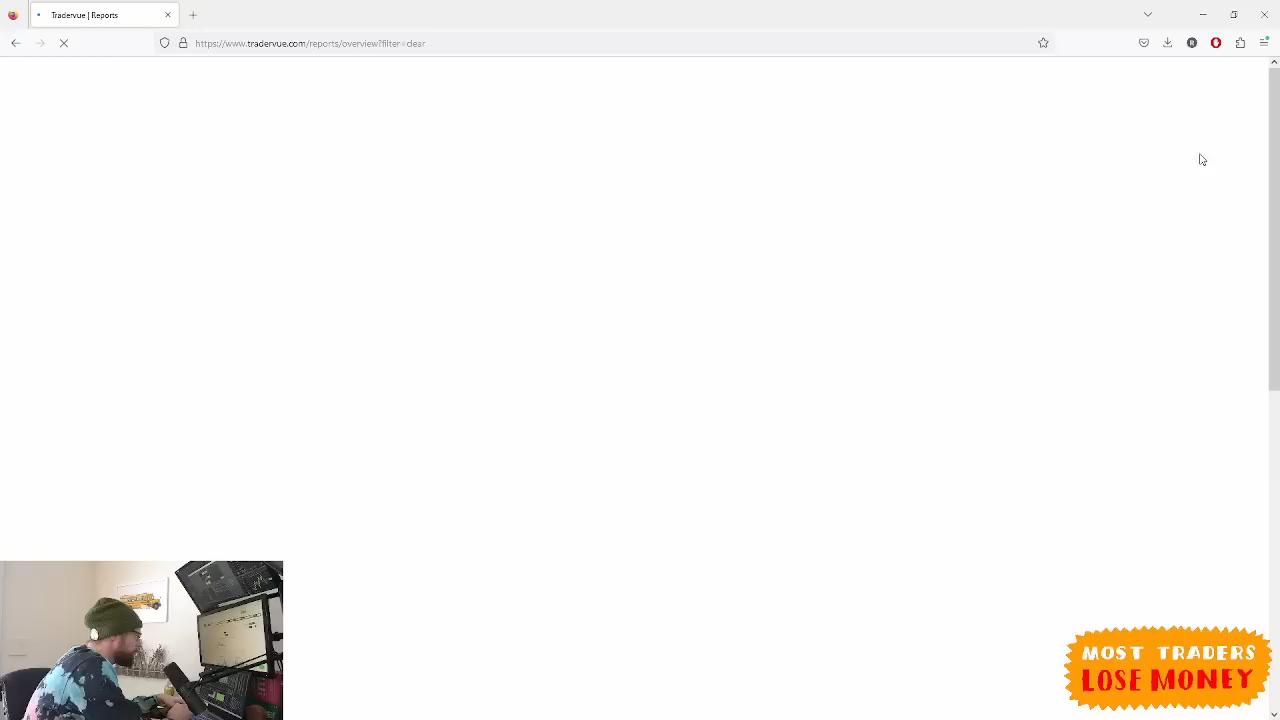 Tradervue | Reports
https://www.tradervue.com/reports/overview?filter=clear
MOST TRADERS
LOSE MONEY